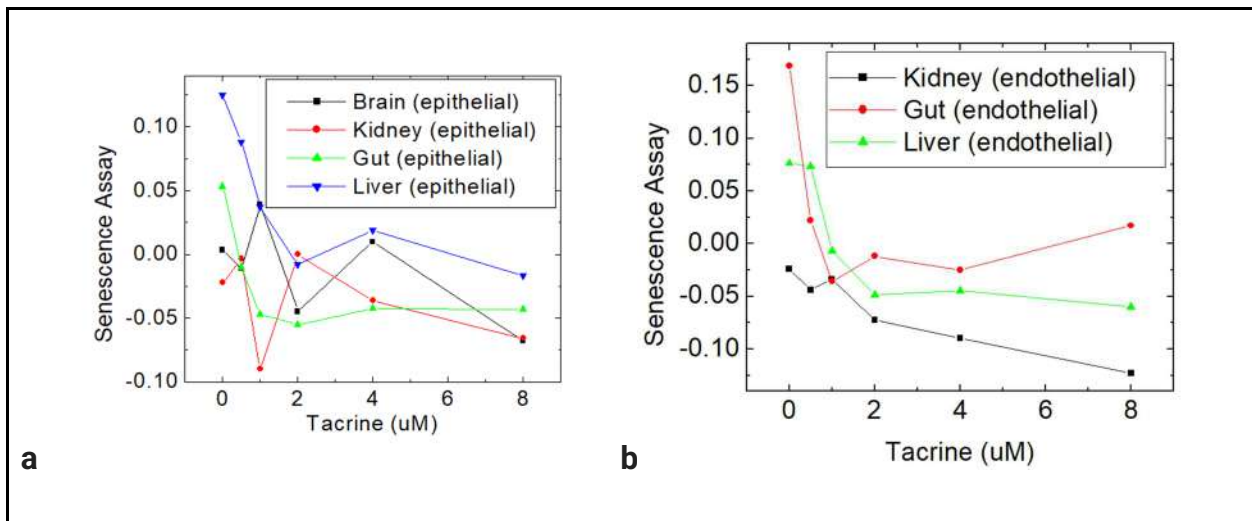 Brain (epithelial)
Kidney (epithelial)
Gut (epithelial)
Liver (epithelial)
0.10
0.05
0.00
-0.05
-0.10
Senescence Assay
0 2 4 6 8
Tacrine (uM)
a
Kidney (endothelial)
Gut (endothelial)
Liver (endothelial)
0.15
0.10
0.05
0.00
-0.05
-0.10
Senescence Assay
0 2 4 6 8
Tacrine (uM)
b